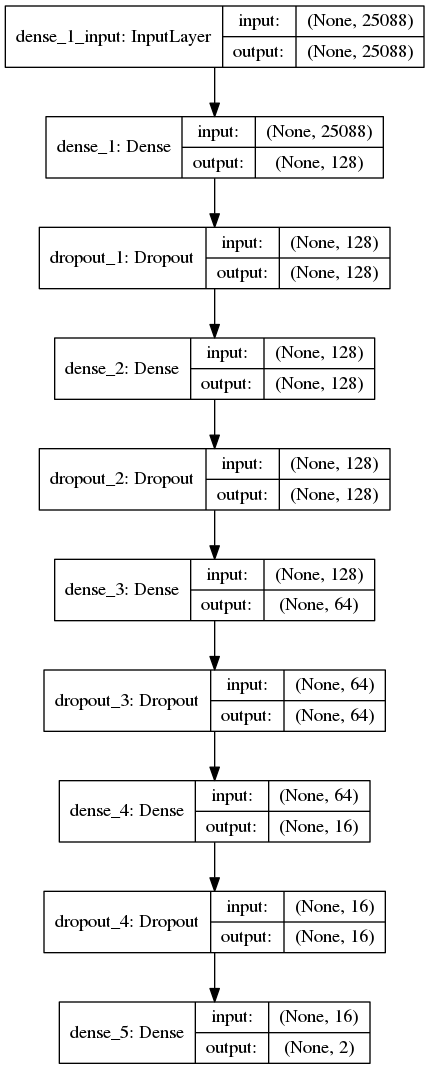 dense_1_input: InputLayer
input: (None, 25088)
output: (None, 25088)
dense_1: Dense
input: (None, 25088)
output: (None, 128)
dropout_1: Dropout
input: (None, 128)
output: (None, 128)
dense_2: Dense
input: (None, 128)
output: (None, 128)
dropout_2: Dropout
input: (None, 128)
output: (None, 128)
dense_3: Dense
input: (None, 128)
output: (None, 64)
dropout_3: Dropout
input: (None, 64)
output: (None, 64)
dense_4: Dense
input: (None, 64)
output: (None, 16)
dropout_4: Dropout
input: (None, 16)
output: (None, 16)
dense_5: Dense
input: (None, 16)
output: (None, 2)